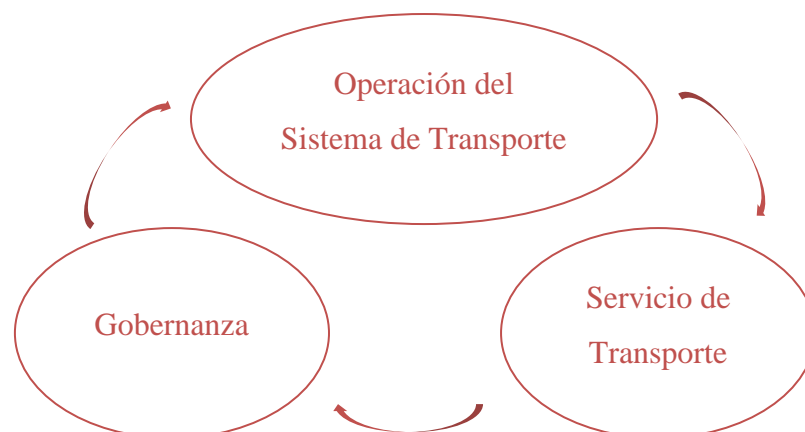 Operación del
Sistema de Transporte
Gobernanza
Servicio de
Transporte